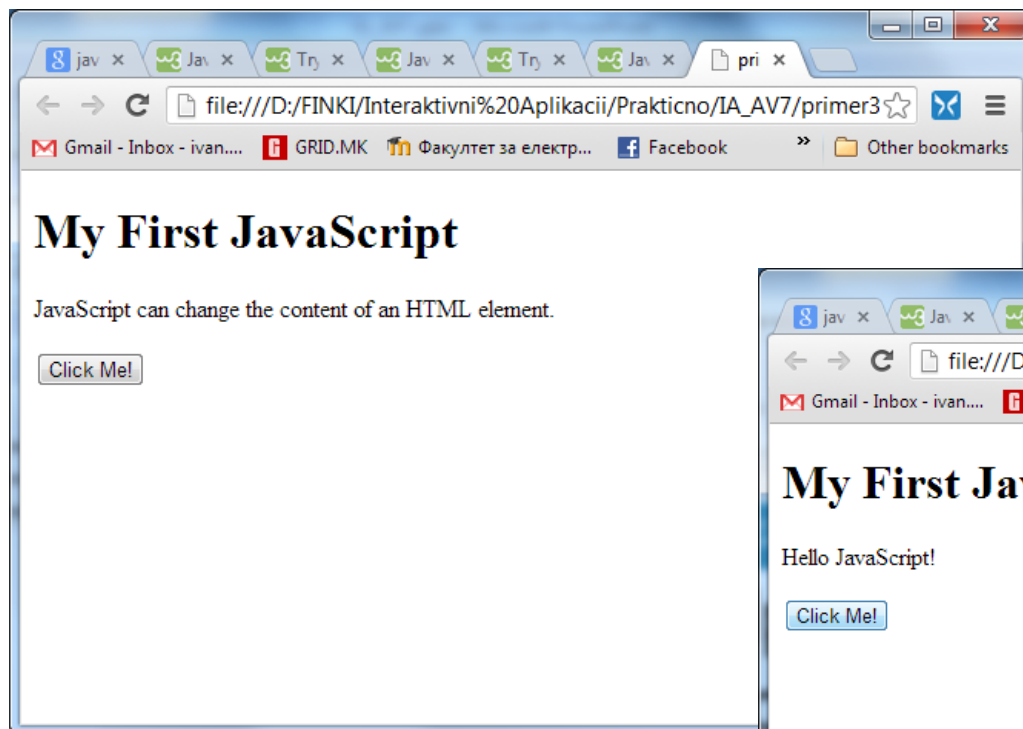 jav Jav Try Jav Try Jav pri
file:///D:/FINKI/Interaktivni%20Aplikacii/Prakticno/IA_AV7/primer3
Gmail - Inbox - ivan.... GRID.MK Факултет за електр... Facebook » Other bookmarks
My First JavaScript
JavaScript can change the content of an HTML element.
Click Me!
jav Jav
file:///D
Gmail - Inbox - ivan....
My First Jav
Hello JavaScript!
Click Me!